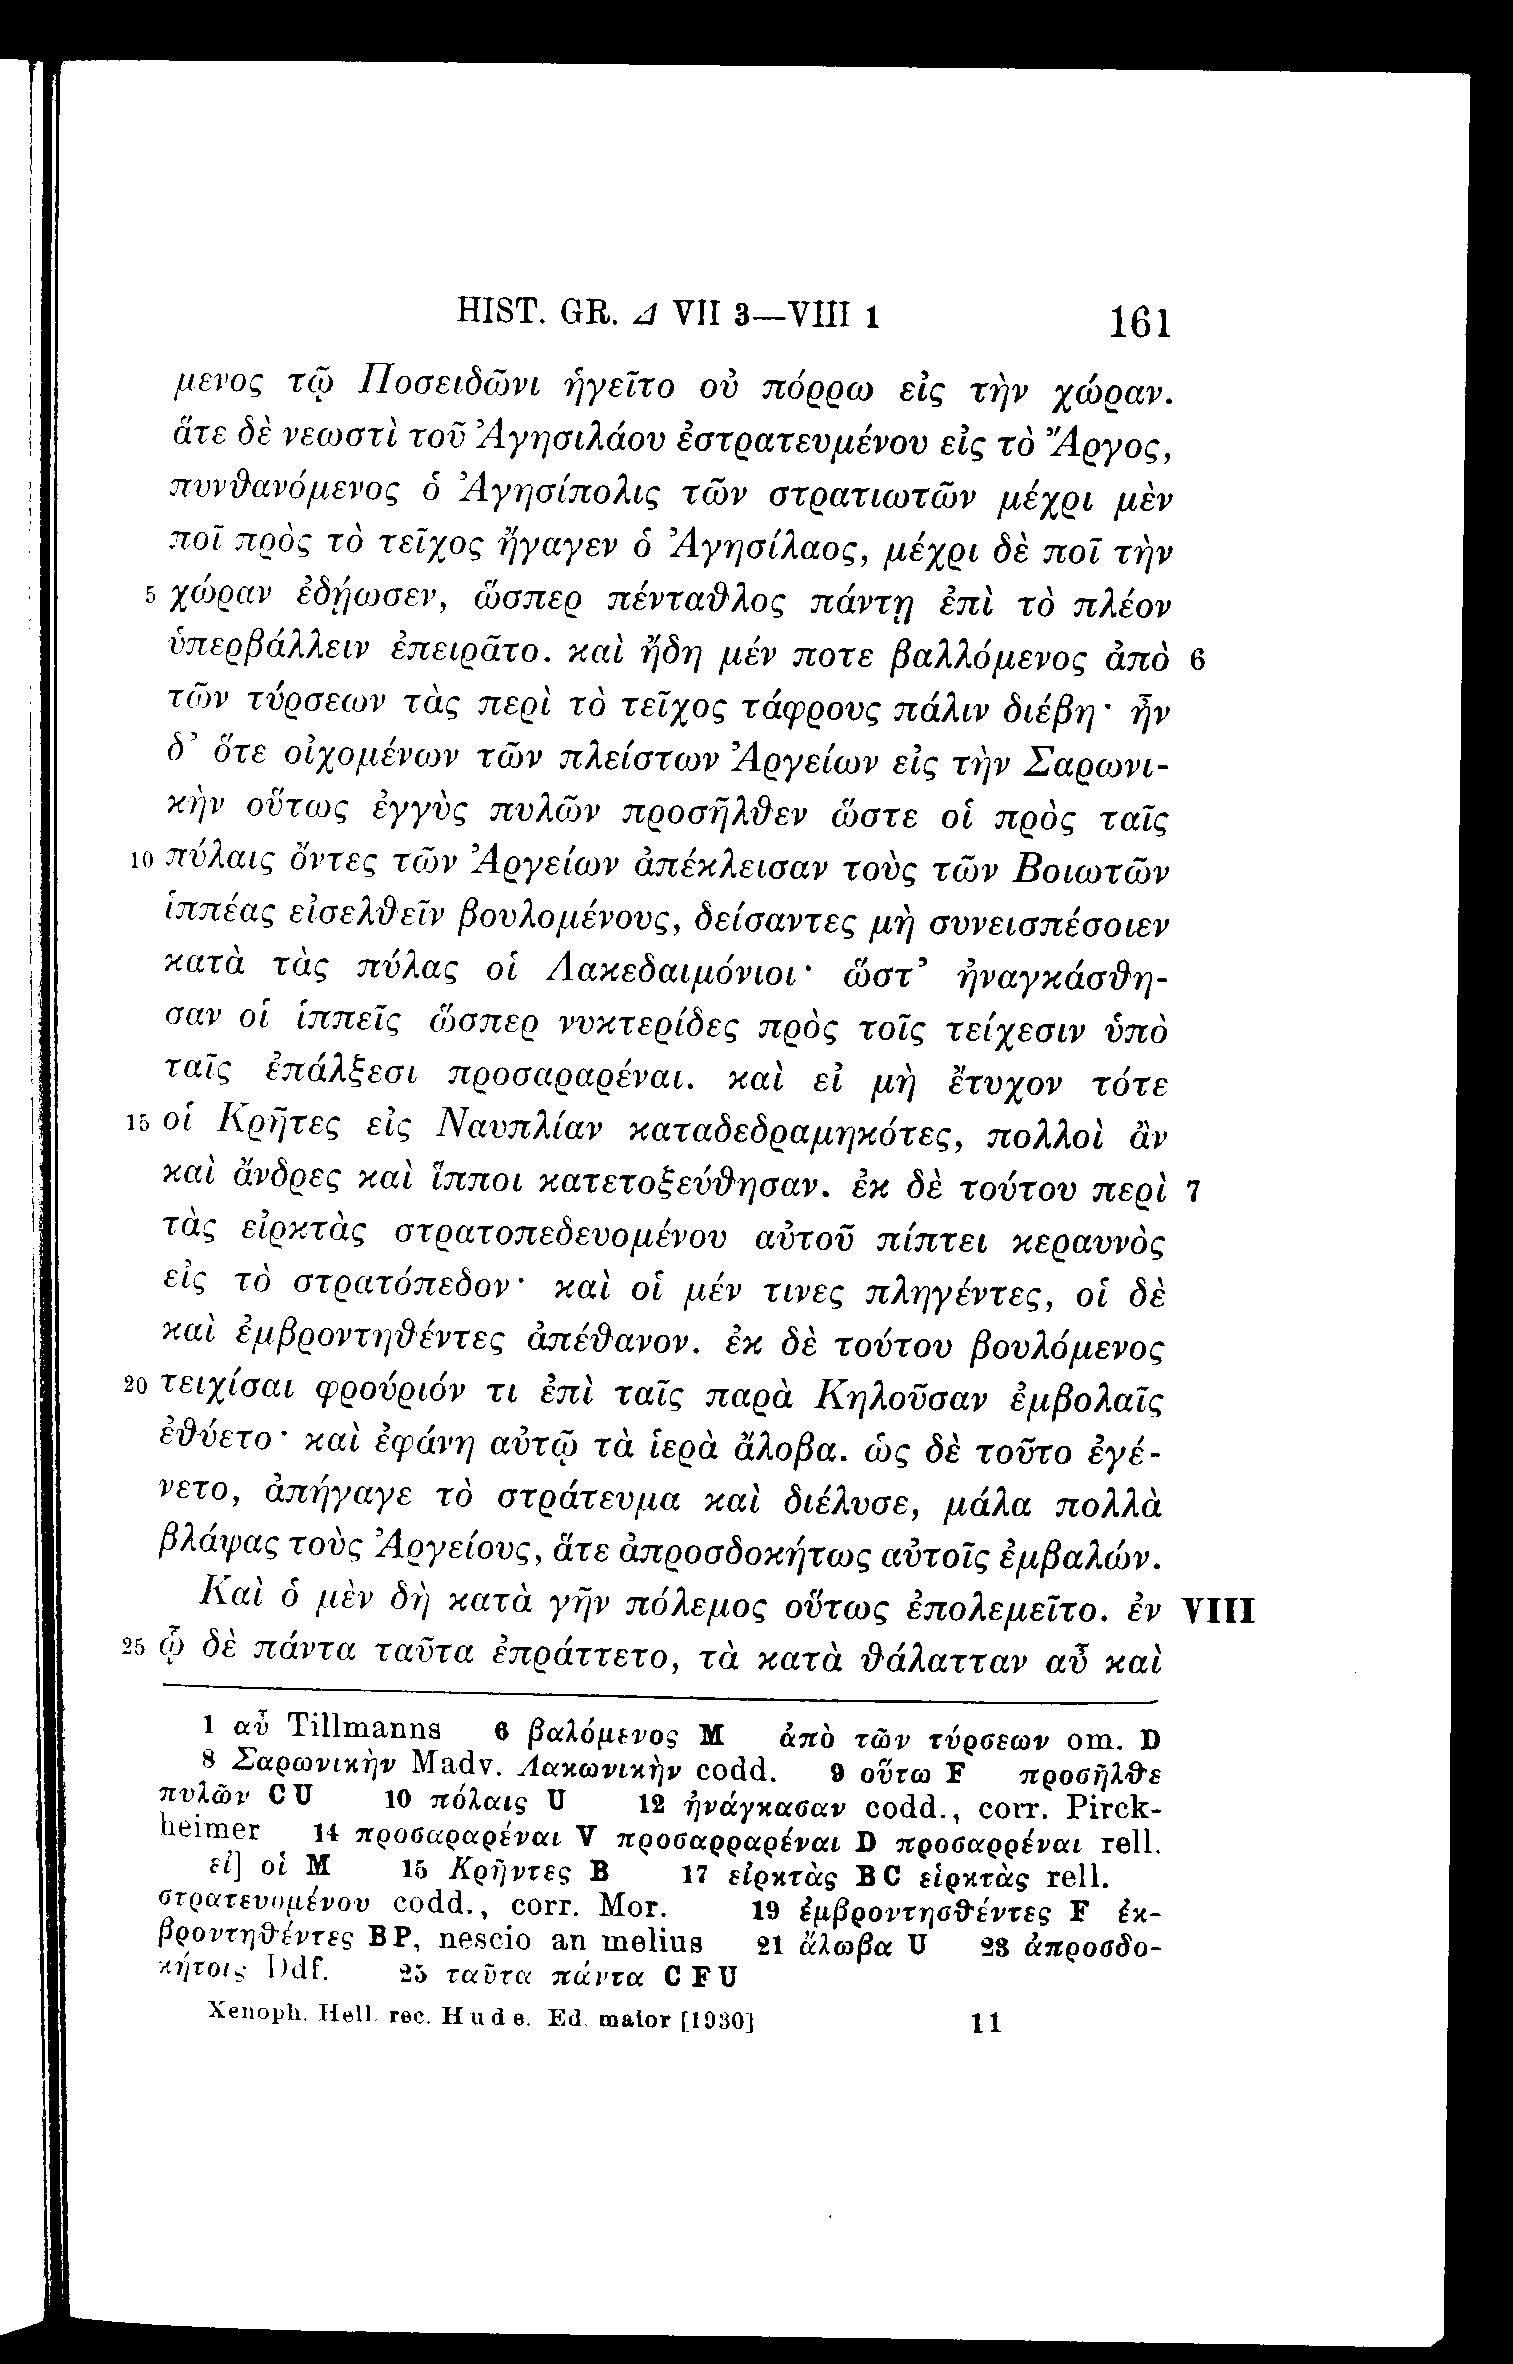 HIST. GR. Δ VII 3—VIII 1 161
μενος τῷ Ποσειδῶνι ἡγεῖτο οὐ πόρρω εἰς τὴν χώραν.
ἅτε δὲ νεωστὶ τοῦ Ἀγησιλάου ἐστρατευμένου εἰς τὸ Ἄργος,
πυνθανόμενος ὁ Ἀγησίπολις τῶν στρατιωτῶν μέχρι μὲν
ποῖ πρὸς τὸ τεῖχος ἤγαγεν ὁ Ἀγησίλαος, μέχρι δὲ ποῖ τὴν
5 χώραν ἐδῄωσεν, ὥσπερ πένταθλος πάντῃ ἐπὶ τὸ πλέον
ὑπερβάλλειν ἐπειρᾶτο. καὶ ἤδη μέν ποτε βαλλόμενος ἀπὸ 6
τῶν τύρσεων τὰς περὶ τὸ τεῖχος τάφρους πάλιν διέβη· ἦν
δ’ ὅτε οἰχομένων τῶν πλείστων Ἀργείων εἰς τὴν Σαρωνι-
κὴν οὕτως ἐγγὺς πυλῶν προσῆλθεν ὥστε οἱ πρὸς ταῖς
10 πύλαις ὄντες τῶν Ἀργείων ἀπέκλεισαν τοὺς τῶν Βοιωτῶν
ἱππέας εἰσελθεῖν βουλομένους, δείσαντες μὴ συνεισπέσοιεν
κατὰ τὰς πύλας οἱ Λακεδαιμόνιοι· ὥστ’ ἠναγκάσθη-
σαν οἱ ἱππεῖς ὥσπερ νυκτερίδες πρὸς τοῖς τείχεσιν ὑπὸ
ταῖς ἐπάλξεσι προσαραρέναι. καὶ εἰ μὴ ἔτυχον τότε
15 οἱ Κρῆτες εἰς Ναυπλίαν καταδεδραμηκότες, πολλοὶ ἂν
καὶ ἄνδρες καὶ ἵπποι κατετοξεύθησαν. ἐκ δὲ τούτου περὶ 7
τὰς εἰρκτὰς στρατοπεδευομένου αὐτοῦ πίπτει κεραυνὸς
εἰς τὸ στρατόπεδον· καὶ οἱ μέν τινες πληγέντες, οἱ δὲ
καὶ ἐμβροντηθέντες ἀπέθανον. ἐκ δὲ τούτου βουλόμενος
20 τειχίσαι φρούριόν τι ἐπὶ ταῖς παρὰ Κηλοῦσαν ἐμβολαῖς
ἐθύετο· καὶ ἐφάνη αὐτῷ τὰ ἱερὰ ἄλοβα. ὡς δὲ τοῦτο ἐγέ-
νετο, ἀπήγαγε τὸ στράτευμα καὶ διέλυσε, μάλα πολλὰ
βλάψας τοὺς Ἀργείους, ἅτε ἀπροσδοκήτως αὐτοῖς ἐμβαλών.
Καὶ ὁ μὲν δὴ κατὰ γῆν πόλεμος οὕτως ἐπολεμεῖτο. ἐν VIII
25 ᾧ δὲ πάντα ταῦτα ἐπράττετο, τὰ κατὰ θάλατταν αὖ καὶ
1 αὖ Tillmanns 6 βαλόμενος M ἀπὸ τῶν τύρσεων om. D
8 Σαρωνικὴν Madv. Λακωνικὴν codd. 9 οὕτω F προσῆλθε
πυλῶν C U 10 πόλαις U 12 ἠνάγκασαν codd., corr. Pirck-
heimer 14 προσαραρέναι V προσαρραρέναι D προσαρρέναι rell.
εἰ] οἱ M 15 Κρῆντες B 17 εἰρκτὰς B C εἱρκτὰς rell.
στρατευομένου codd., corr. Mor. 19 ἐμβροντησθέντες F ἐκ-
βροντηθέντες B P, nescio an melius 21 ἄλωβα U 23 ἀπροσδο-
κήτοις Ddf. 25 ταῦτα πάντα C F U
Xenoph. Hell. rec. Hude. Ed. maior [1930] 11